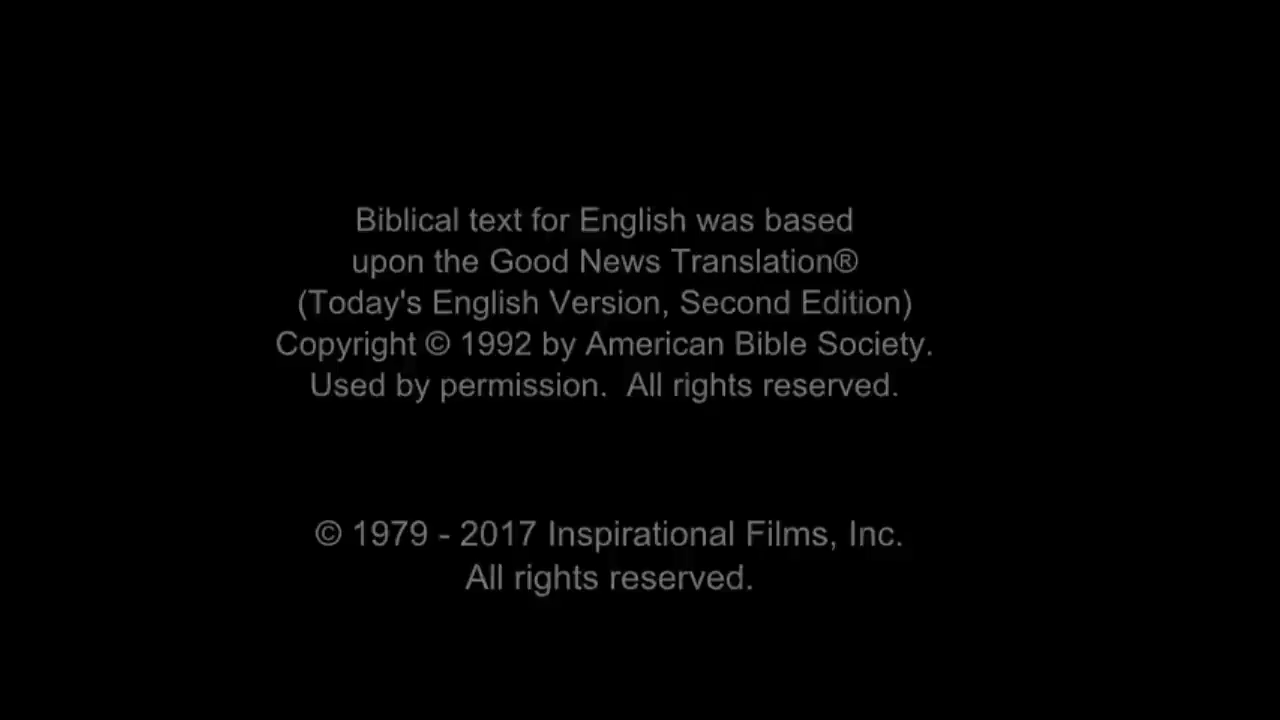 Biblical text for English was based
upon the Good News Translation®
(Today's English Version, Second Edition)
Copyright © 1992 by American Bible Society.
Used by permission.  All rights reserved.
© 1979 - 2017 Inspirational Films, Inc.
All rights reserved.